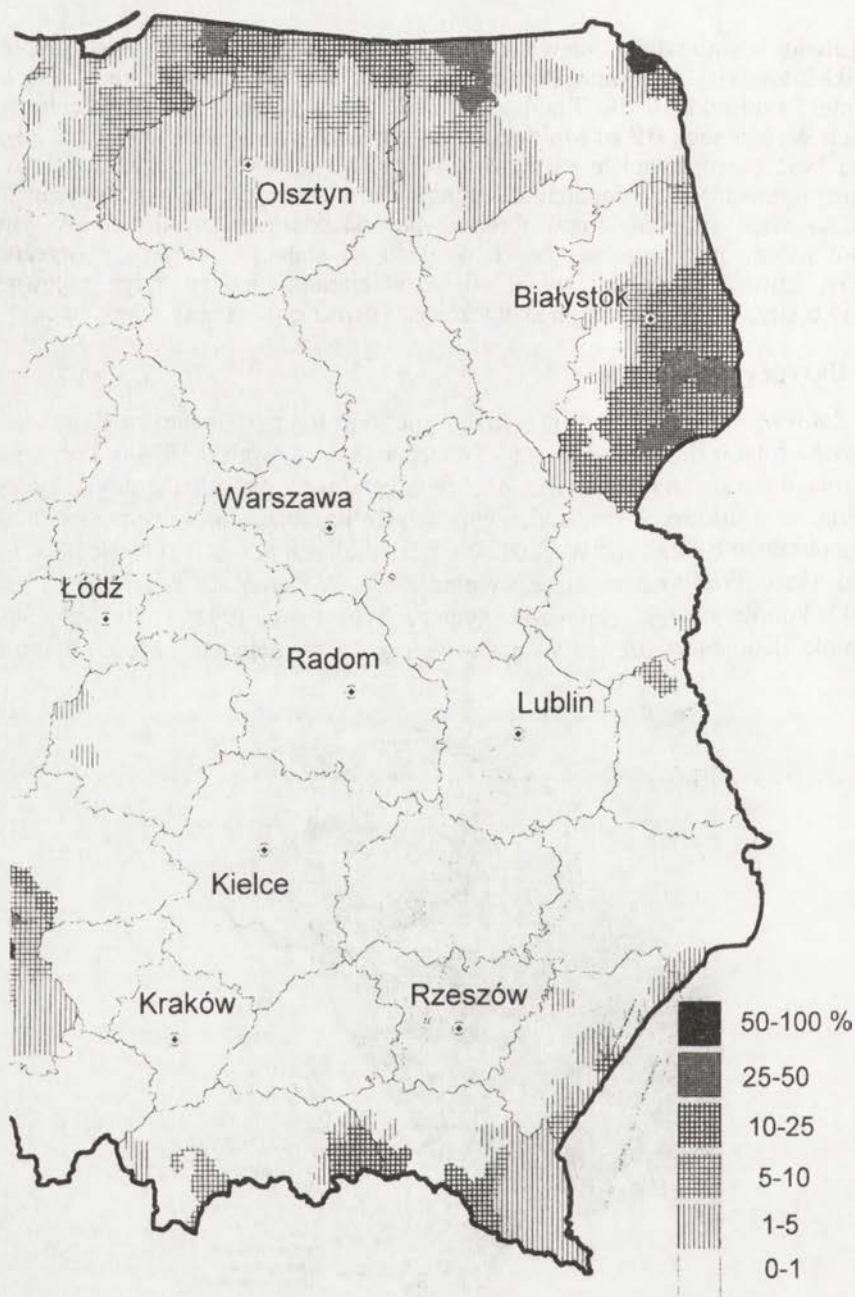 Olsztyn
Białystok
Warszawa
Łódź
Radom
Lublin
Kielce
Kraków
Rzeszów
50-100 %
25-50
10-25
5-10
1-5
0-1